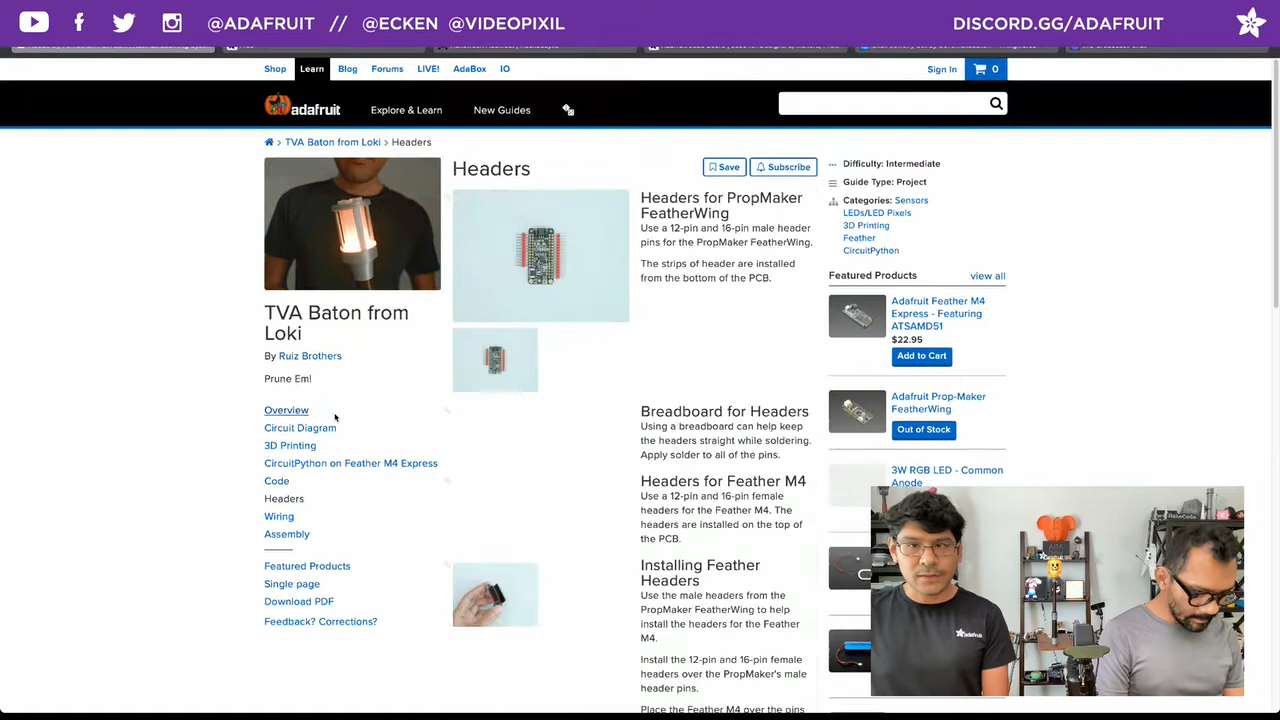 @ADAFRUIT // @ECKEN @VIDEOPIXIL
DISCORD.GG/ADAFRUIT
Shop Learn Blog Forums LIVE! AdaBox IO
Sign In 0
adafruit Explore & Learn New Guides
TVA Baton from Loki > Headers
TVA Baton from
Loki
By Ruiz Brothers
Prune Em!
Overview
Circuit Diagram
3D Printing
CircuitPython on Feather M4 Express
Code
Headers
Wiring
Assembly
Featured Products
Single page
Download PDF
Feedback? Corrections?
Headers
Save Subscribe
Headers for PropMaker
FeatherWing
Use a 12-pin and 16-pin male header
pins for the PropMaker FeatherWing.
The strips of header are installed
from the bottom of the PCB.
Breadboard for Headers
Using a breadboard can help keep
the headers straight while soldering.
Apply solder to all of the pins.
Headers for Feather M4
Use a 12-pin and 16-pin female
headers for the Feather M4. The
headers are installed on the top of
the PCB.
Installing Feather
Headers
Use the male headers from the
PropMaker FeatherWing to help
install the headers for the Feather
M4.
Install the 12-pin and 16-pin female
headers over the PropMaker's male
header pins.
Place the Feather M4 over the pins
Difficulty: Intermediate
Guide Type: Project
Categories: Sensors
LEDs/LED Pixels
3D Printing
Feather
CircuitPython
Featured Products view all
Adafruit Feather M4
Express - Featuring
ATSAMD51
$22.95
Add to Cart
Adafruit Prop-Maker
FeatherWing
Out of Stock
3W RGB LED - Common
Anode
MakeCode
adafruit